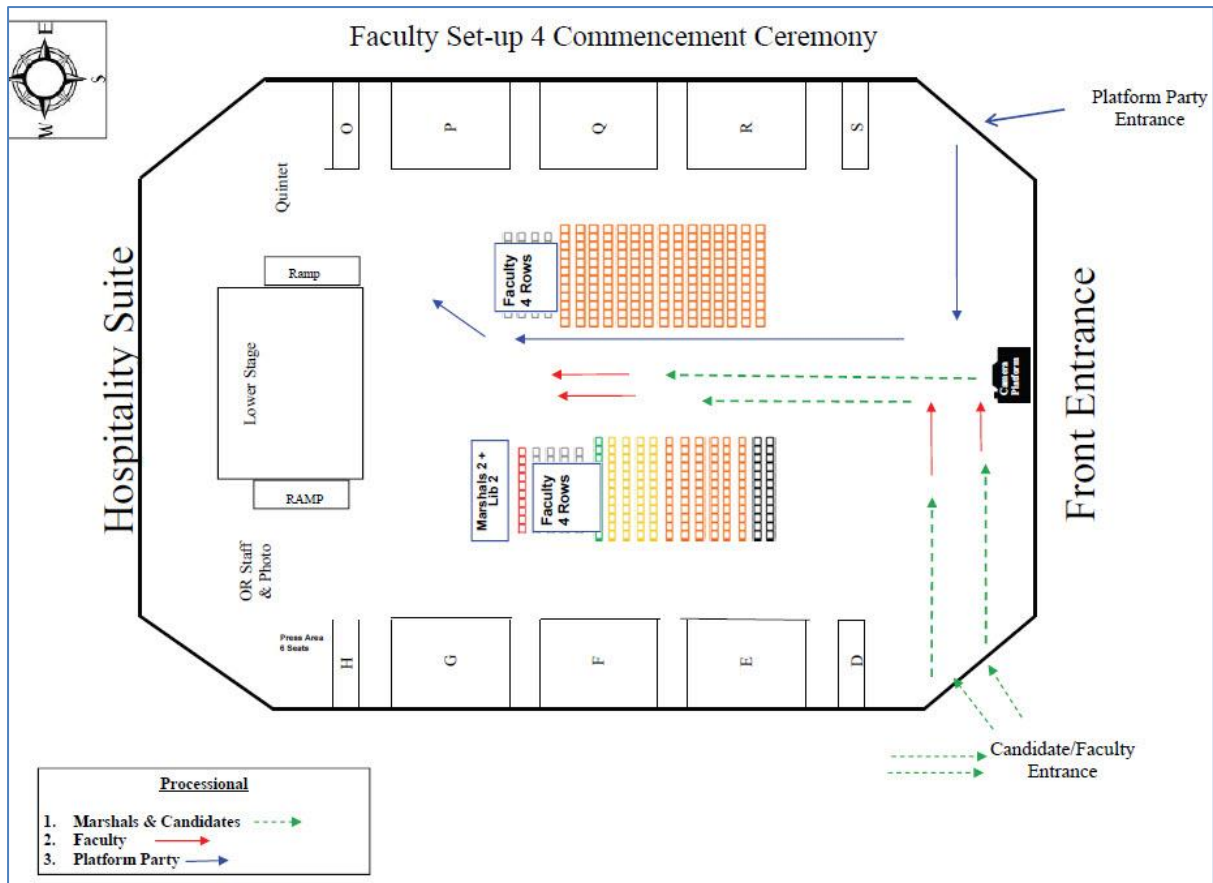 Faculty Set-up 4 Commencement Ceremony
E
S
W
Platform Party
Entrance
O
P
Q
R
S
Quintet
Ramp
Faculty
4 Rows
Hospitality Suite
Lower Stage
Camera
Platform
Front Entrance
Marshals 2 +
Lib 2
Faculty
4 Rows
RAMP
OR Staff
& Photo
Press Area
6 Seats
H
G
F
E
D
Candidate/Faculty
Entrance
Processional
1. Marshals & Candidates
2. Faculty
3. Platform Party